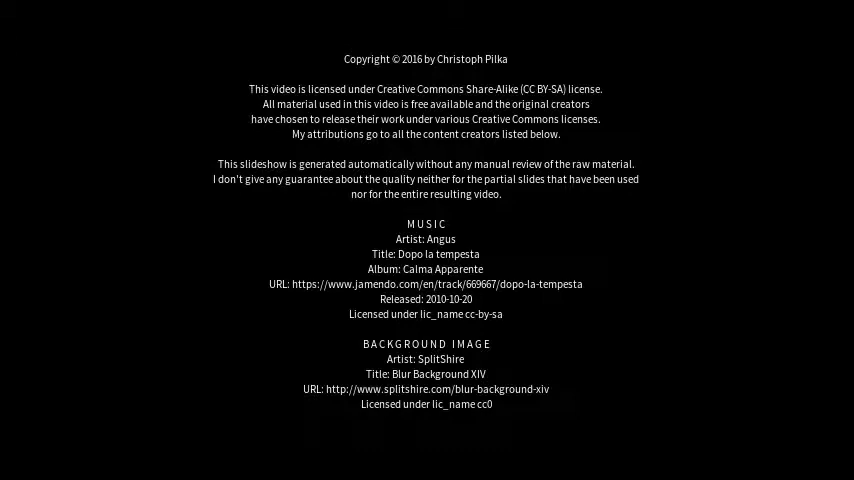 Copyright © 2016 by Christoph Pilka
This video is licensed under Creative Commons Share-Alike (CC BY-SA) license.
All material used in this video is free available and the original creators
have chosen to release their work under various Creative Commons licenses.
My attributions go to all the content creators listed below.
This slideshow is generated automatically without any manual review of the raw material.
I don't give any guarantee about the quality neither for the partial slides that have been used
nor for the entire resulting video.
MUSIC
Artist: Angus
Title: Dopo la tempesta
Album: Calma Apparente
URL: https://www.jamendo.com/en/track/669667/dopo-la-tempesta
Released: 2010-10-20
Licensed under lic_name cc-by-sa
BACKGROUND IMAGE
Artist: SplitShire
Title: Blur Background XIV
URL: http://www.splitshire.com/blur-background-xiv
Licensed under lic_name cc0